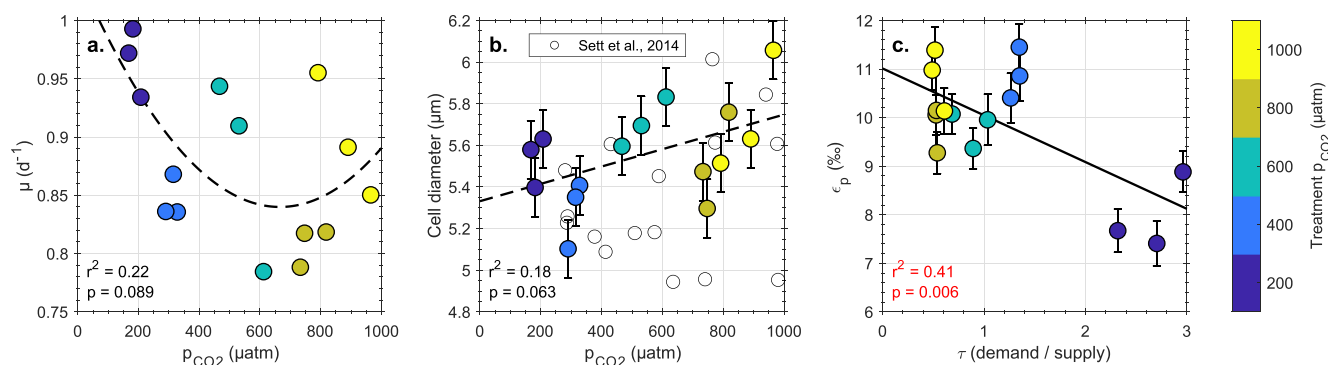 a.
1
0.95
0.9
0.85
0.8
0.75
μ (d⁻¹)
r² = 0.22
p = 0.089
0 200 400 600 800 1000
p_CO2 (μatm)
b.
Sett et al., 2014
6.2
6
5.8
5.6
5.4
5.2
5
4.8
Cell diameter (μm)
r² = 0.18
p = 0.063
0 200 400 600 800 1000
p_CO2 (μatm)
c.
12
11
10
9
8
7
6
ϵ_p (‰)
r² = 0.41
p = 0.006
0 1 2 3
τ (demand / supply)
1000
800
600
400
200
Treatment p_CO2 (μatm)